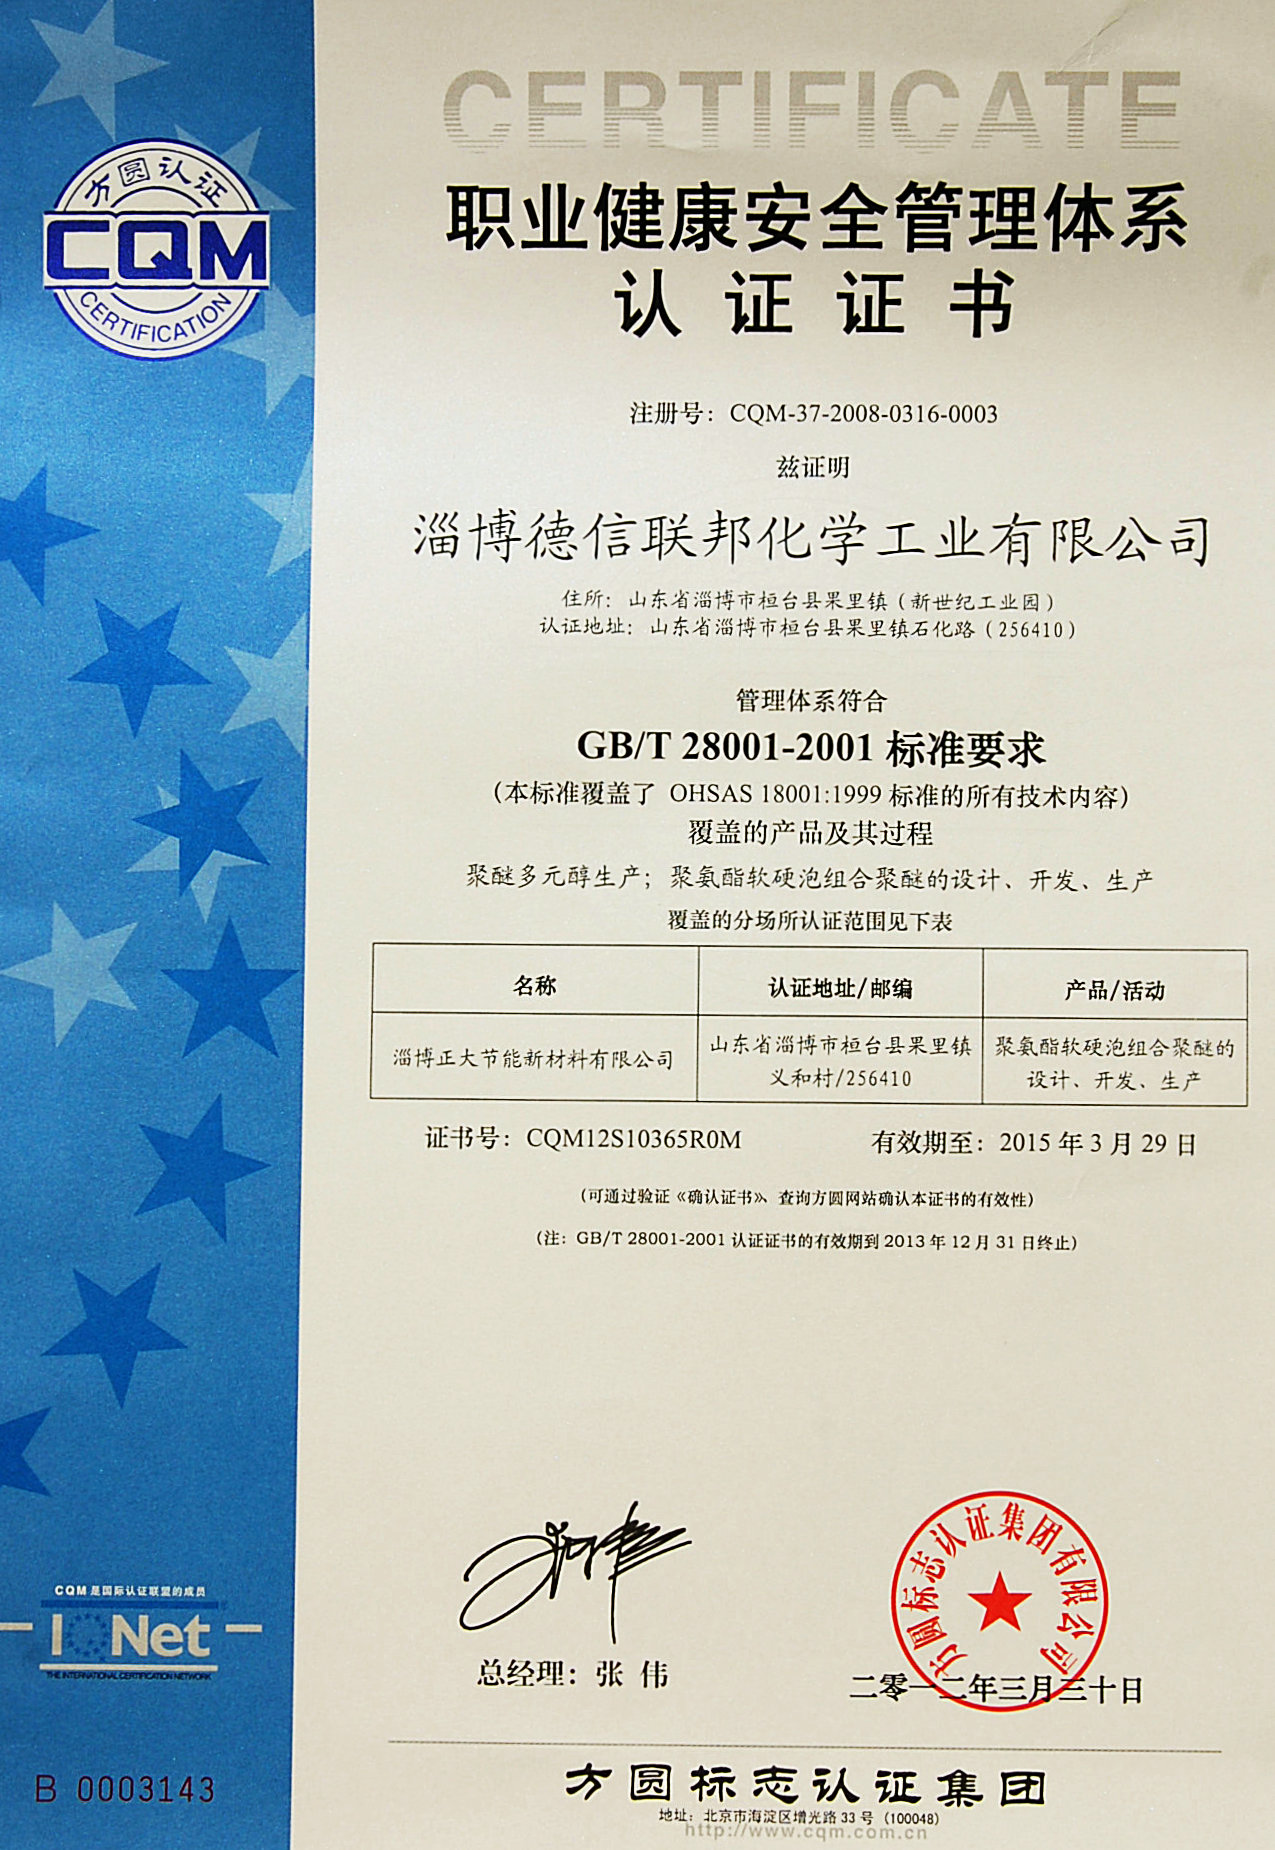 CERTIFICATE
方圆认证
CQM
CERTIFICATION
职业健康安全管理体系
认证证书
注册号：CQM-37-2008-0316-0003
兹证明
淄博德信联邦化学工业有限公司
住所：山东省淄博市桓台县果里镇（新世纪工业园）
认证地址：山东省淄博市桓台县果里镇石化路（256410）
管理体系符合
GB/T 28001-2001 标准要求
（本标准覆盖了 OHSAS 18001:1999 标准的所有技术内容）
覆盖的产品及其过程
聚醚多元醇生产；聚氨酯软硬泡组合聚醚的设计、开发、生产
覆盖的分场所认证范围见下表
名称 认证地址/邮编 产品/活动
淄博正大节能新材料有限公司 山东省淄博市桓台县果里镇 聚氨酯软硬泡组合聚醚的
义和村/256410 设计、开发、生产
证书号：CQM12S10365R0M 有效期至：2015 年 3 月 29 日
（可通过验证《确认证书》、查询方圆网站确认本证书的有效性）
（注：GB/T 28001-2001 认证证书的有效期到 2013 年 12 月 31 日终止）
CQM 是国际认证联盟的成员
IQNet
THE INTERNATIONAL CERTIFICATION NETWORK
总经理：张 伟
方圆标志认证集团有限公司
二零一二年三月三十日
B 0003143
方圆标志认证集团
地址：北京市海淀区增光路 33 号（100048）
http://www.cqm.com.cn